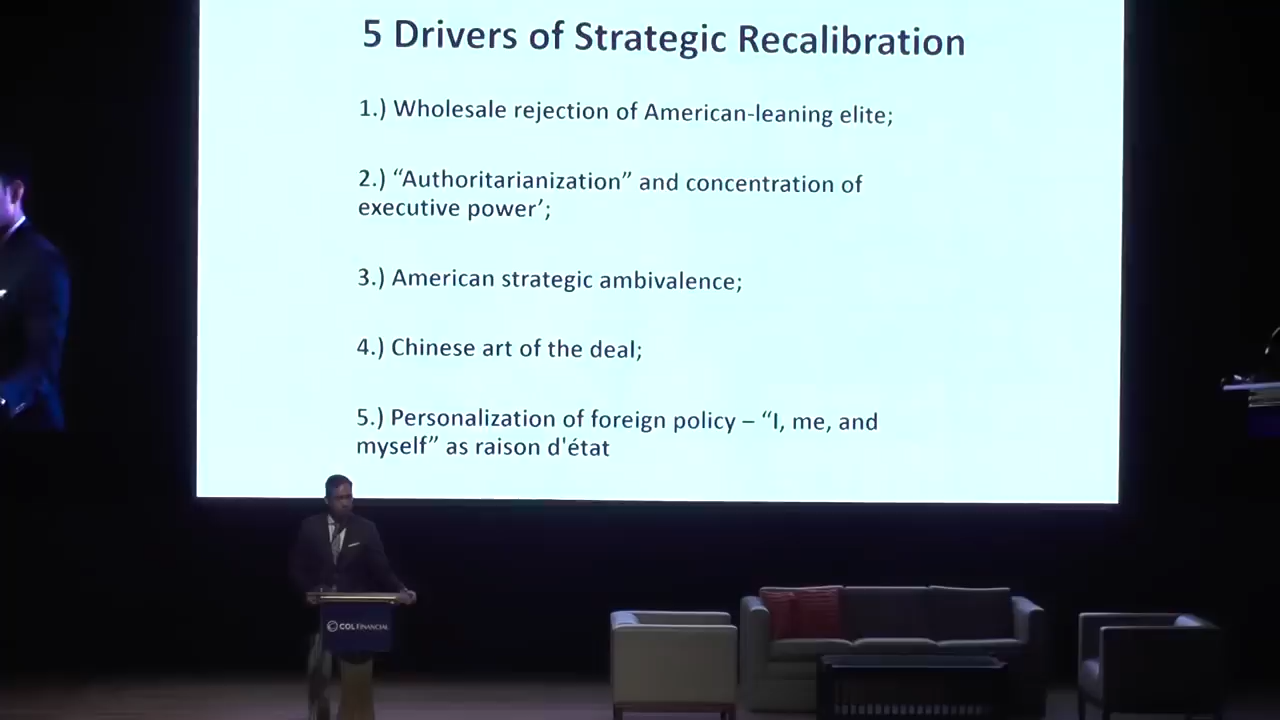 5 Drivers of Strategic Recalibration
1.) Wholesale rejection of American-leaning elite;
2.) “Authoritarianization” and concentration of
executive power’;
3.) American strategic ambivalence;
4.) Chinese art of the deal;
5.) Personalization of foreign policy – “I, me, and
myself” as raison d'état
COL FINANCIAL